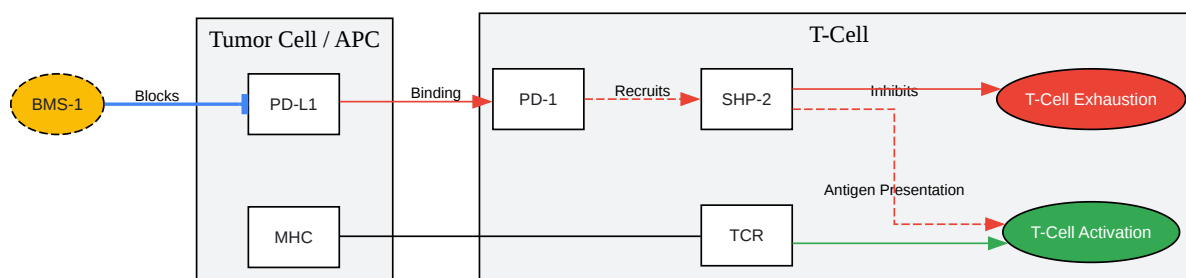 Tumor Cell / APC
T-Cell
BMS-1
Blocks
PD-L1
Binding
PD-1
Recruits
SHP-2
Inhibits
T-Cell Exhaustion
Antigen Presentation
MHC
TCR
T-Cell Activation